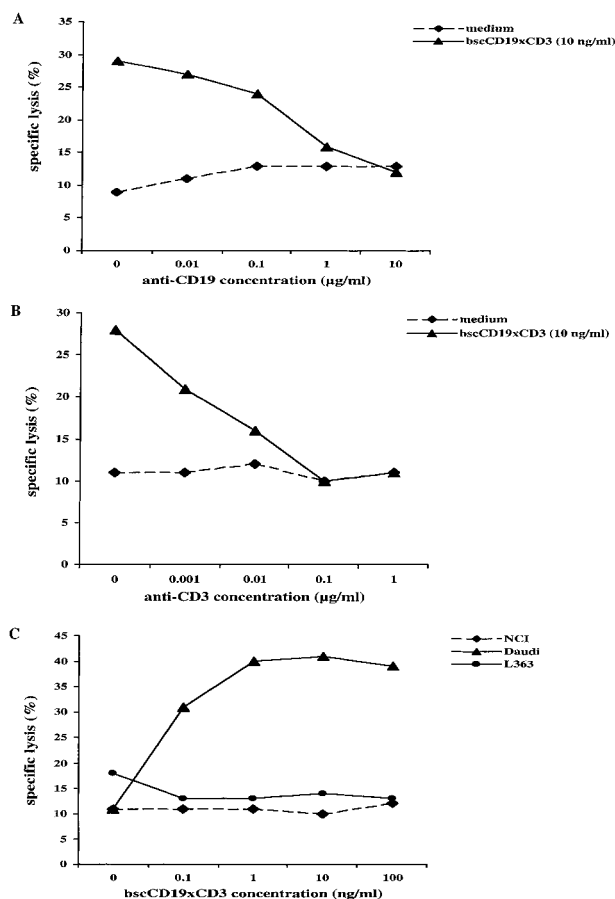 A
medium
bscCD19xCD3 (10 ng/ml)
specific lysis (%)
35
30
25
20
15
10
5
0
0 0.01 0.1 1 10
anti-CD19 concentration (µg/ml)
B
medium
bscCD19xCD3 (10 ng/ml)
specific lysis (%)
30
25
20
15
10
5
0
0 0.001 0.01 0.1 1
anti-CD3 concentration (µg/ml)
C
NCI
Daudi
L363
specific lysis (%)
45
40
35
30
25
20
15
10
5
0
0 0.1 1 10 100
bscCD19xCD3 concentration (ng/ml)